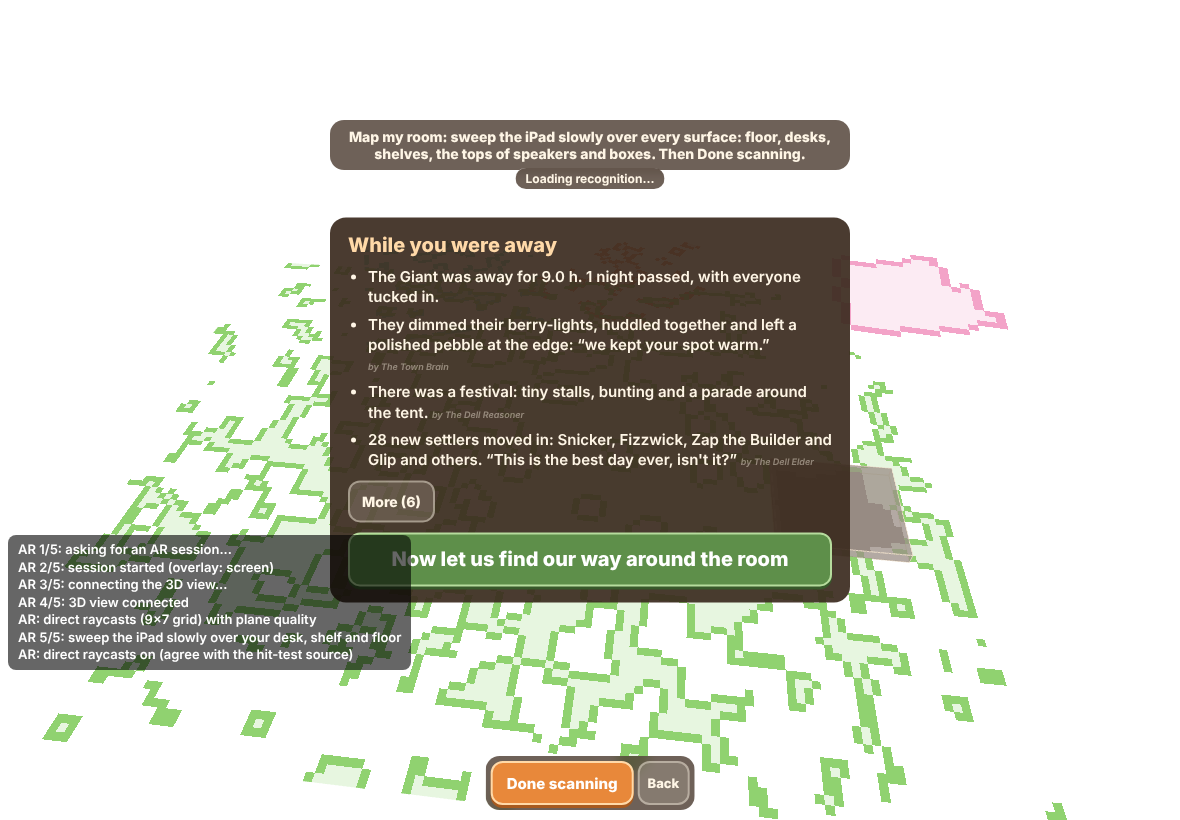 Map my room: sweep the iPad slowly over every surface: floor, desks,
shelves, the tops of speakers and boxes. Then Done scanning.
Loading recognition...
While you were away
• The Giant was away for 9.0 h. 1 night passed, with everyone
tucked in.
• They dimmed their berry-lights, huddled together and left a
polished pebble at the edge: “we kept your spot warm.”
by The Town Brain
• There was a festival: tiny stalls, bunting and a parade around
the tent. by The Dell Reasoner
• 28 new settlers moved in: Snicker, Fizzwick, Zap the Builder and
Glip and others. “This is the best day ever, isn't it?” by The Dell Elder
More (6)
Now let us find our way around the room
AR 1/5: asking for an AR session...
AR 2/5: session started (overlay: screen)
AR 3/5: connecting the 3D view...
AR 4/5: 3D view connected
AR: direct raycasts (9×7 grid) with plane quality
AR 5/5: sweep the iPad slowly over your desk, shelf and floor
AR: direct raycasts on (agree with the hit-test source)
Done scanning
Back